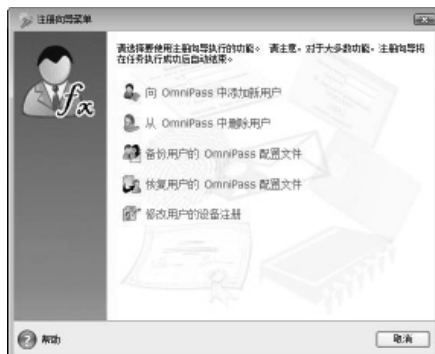 注册向导菜单
fx
请选择要使用注册向导执行的功能。 请注意，对于大多数功能，注册向导将
在任务执行成功后自动结束。
向 OmniPass 中添加新用户
从 OmniPass 中删除用户
备份用户的 OmniPass 配置文件
恢复用户的 OmniPass 配置文件
修改用户的设备注册
帮助
取消